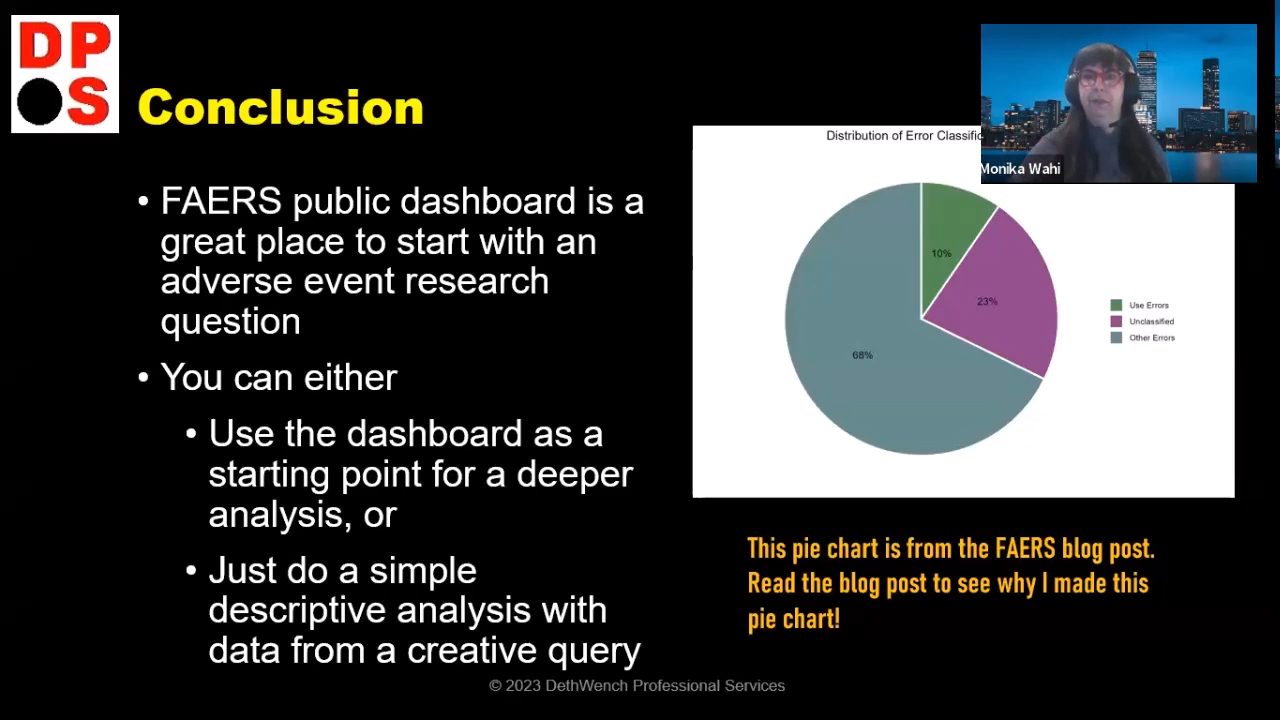 DP
S
Conclusion
• FAERS public dashboard is a
great place to start with an
adverse event research
question
• You can either
• Use the dashboard as a
starting point for a deeper
analysis, or
• Just do a simple
descriptive analysis with
data from a creative query
Distribution of Error
Monika Wahi
10%
23%
68%
Use Errors
Unclassified
Other Errors
This pie chart is from the FAERS blog post.
Read the blog post to see why I made this
pie chart!
© 2023 DethWench Professional Services